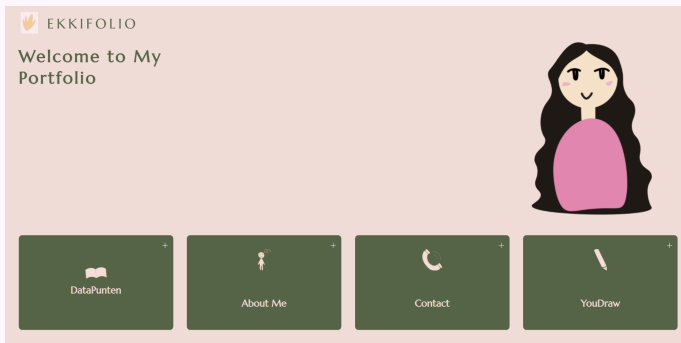 EKKIFOLIO
Welcome to My
Portfolio
+
+
+
+
DataPunten
About Me
Contact
YouDraw